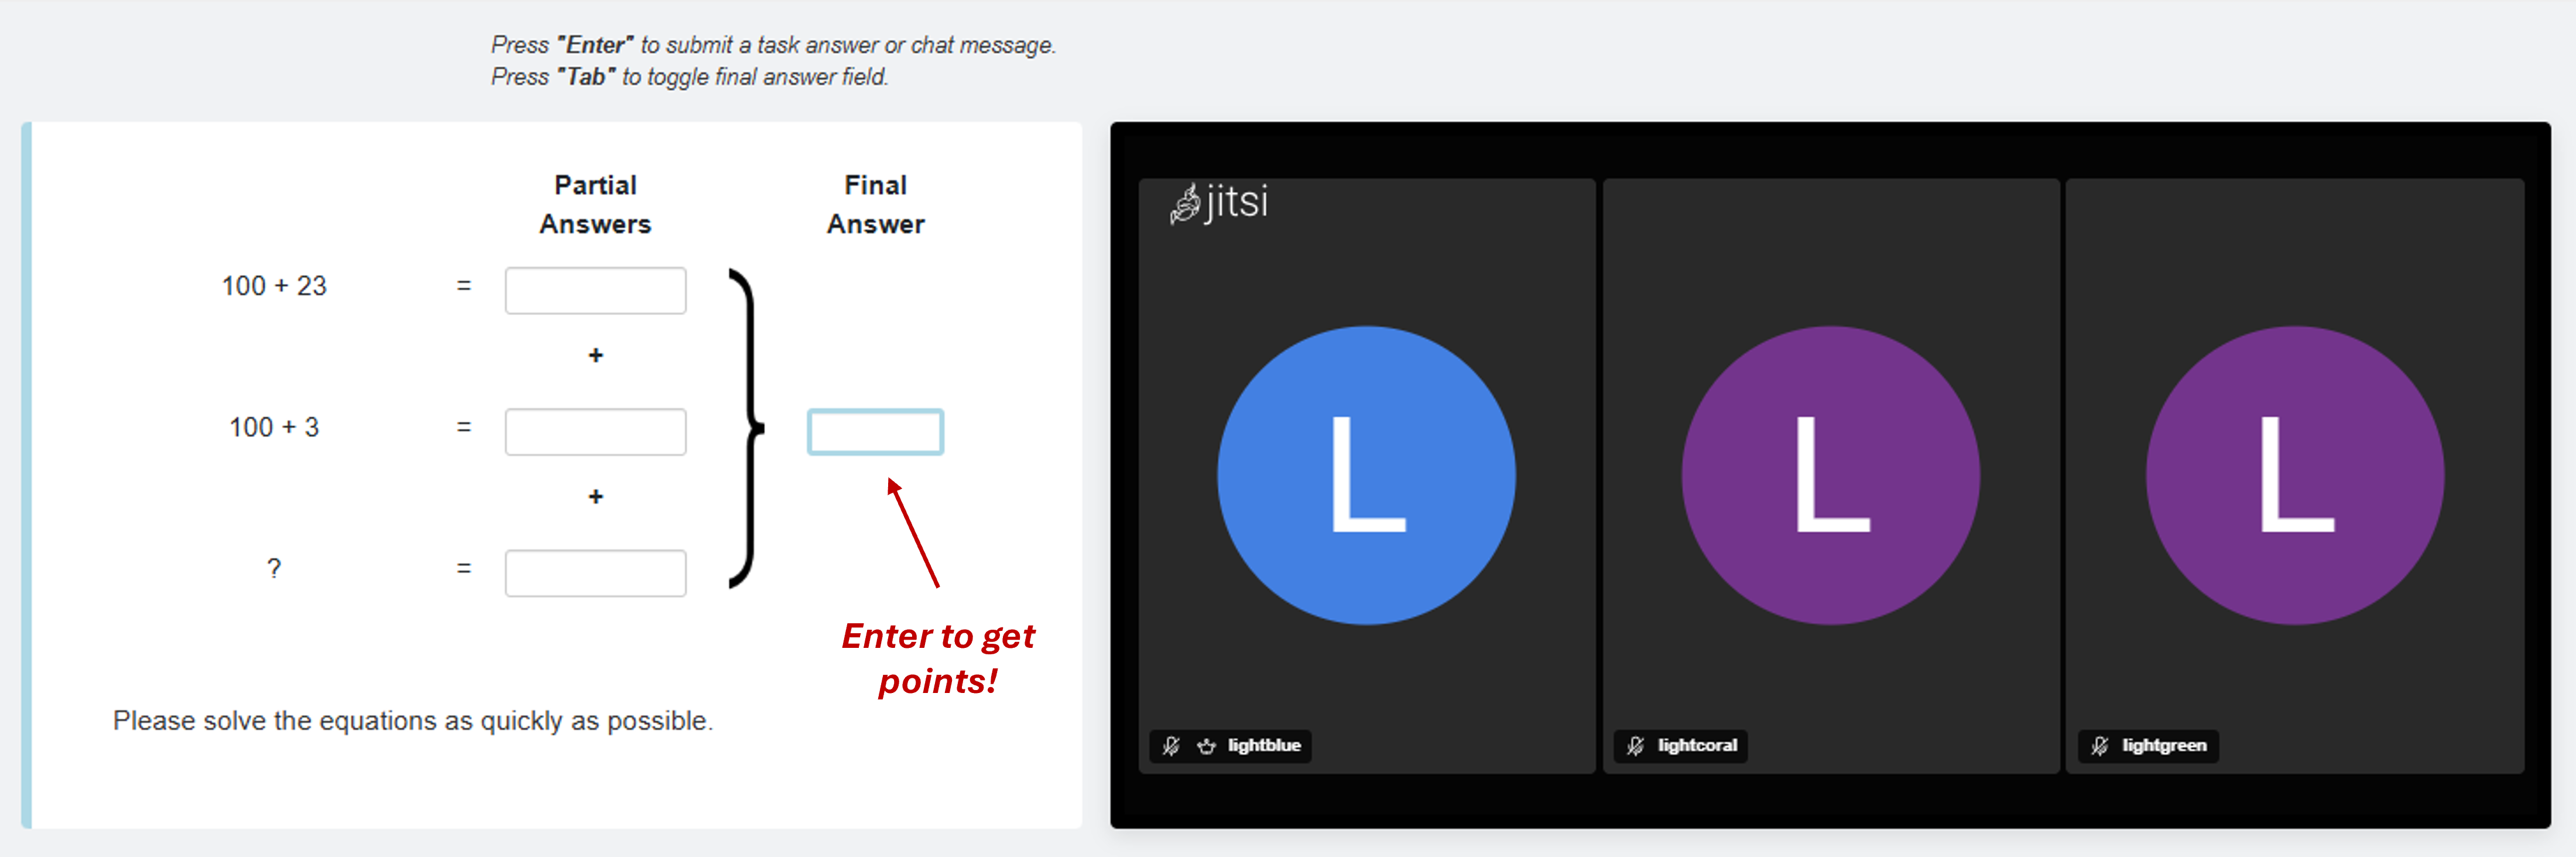 Press "Enter" to submit a task answer or chat message.
Press "Tab" to toggle final answer field.
Partial Answers
Final Answer
100 + 23 =
+
100 + 3 =
+
? =
Enter to get
points!
Please solve the equations as quickly as possible.
jitsi
L
L
L
lightblue
lightcoral
lightgreen